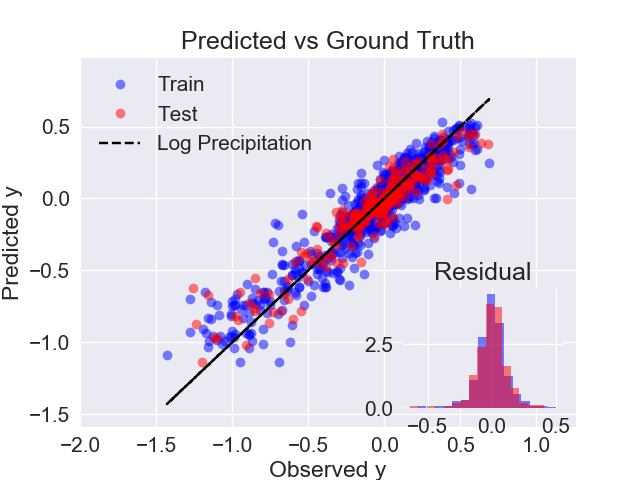 Predicted vs Ground Truth
Train
Test
Log Precipitation
Predicted y
0.5
0.0
−0.5
−1.0
−1.5
−2.0 −1.5 −1.0 −0.5 0.0 0.5 1.0
Observed y
Residual
2.5
0.0
−0.5 0.0 0.5